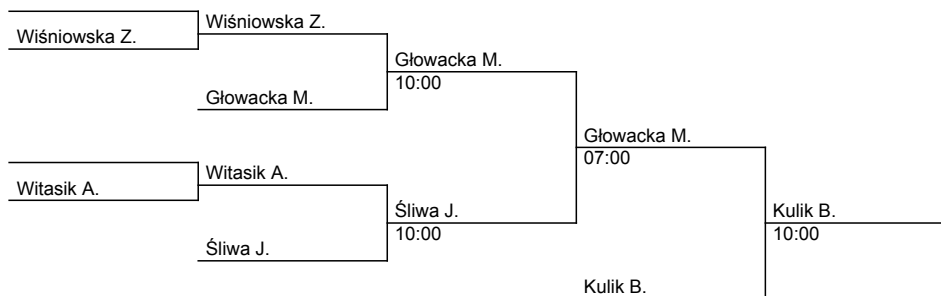 Wiśniowska Z.
Wiśniowska Z.
Głowacka M.
10:00
Głowacka M.
Głowacka M.
07:00
Witasik A.
Witasik A.
Śliwa J.
10:00
Kulik B.
10:00
Śliwa J.
Kulik B.